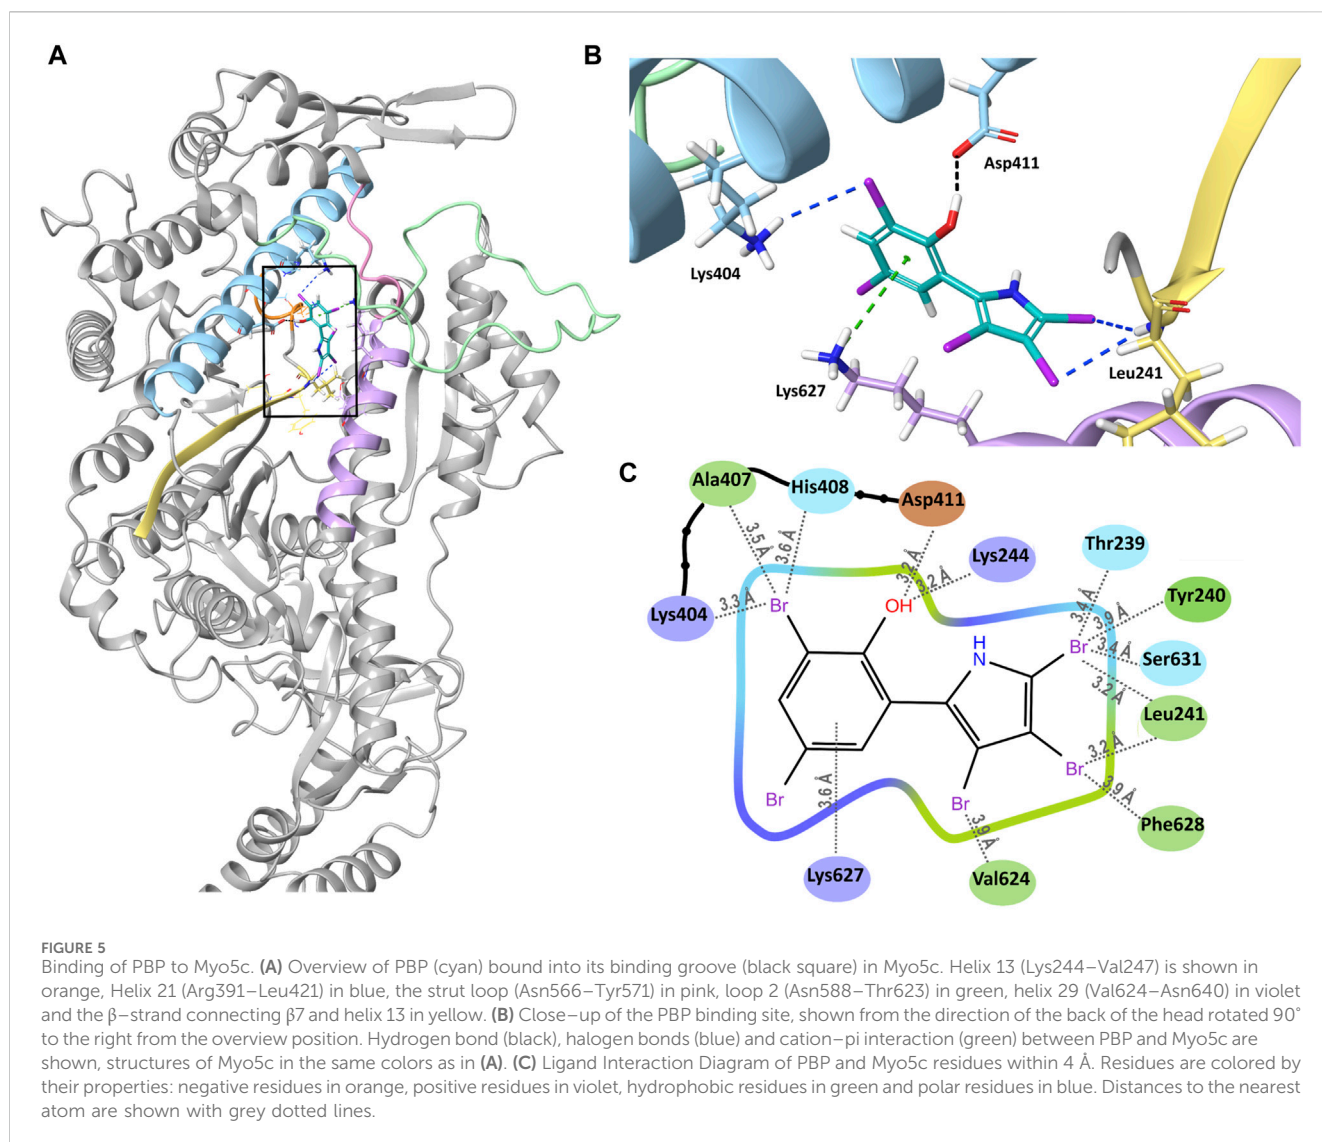 A
B
Asp411
Lys404
Lys627
Leu241
C
Ala407
His408
Asp411
Lys244
Thr239
Tyr240
Ser631
Leu241
Phe628
Val624
Lys627
Lys404
3.5 Å
3.6 Å
3.2 Å
3.2 Å
3.3 Å
3.4 Å
3.9 Å
3.4 Å
3.2 Å
3.2 Å
3.9 Å
3.9 Å
3.6 Å
Br
OH
H
N
Br
Br
Br
Br
FIGURE 5
Binding of PBP to Myo5c. (A) Overview of PBP (cyan) bound into its binding groove (black square) in Myo5c. Helix 13 (Lys244–Val247) is shown in
orange, Helix 21 (Arg391–Leu421) in blue, the strut loop (Asn566–Tyr571) in pink, loop 2 (Asn588–Thr623) in green, helix 29 (Val624–Asn640) in violet
and the β–strand connecting β7 and helix 13 in yellow. (B) Close–up of the PBP binding site, shown from the direction of the back of the head rotated 90°
to the right from the overview position. Hydrogen bond (black), halogen bonds (blue) and cation–pi interaction (green) between PBP and Myo5c are
shown, structures of Myo5c in the same colors as in (A). (C) Ligand Interaction Diagram of PBP and Myo5c residues within 4 Å. Residues are colored by
their properties: negative residues in orange, positive residues in violet, hydrophobic residues in green and polar residues in blue. Distances to the nearest
atom are shown with grey dotted lines.